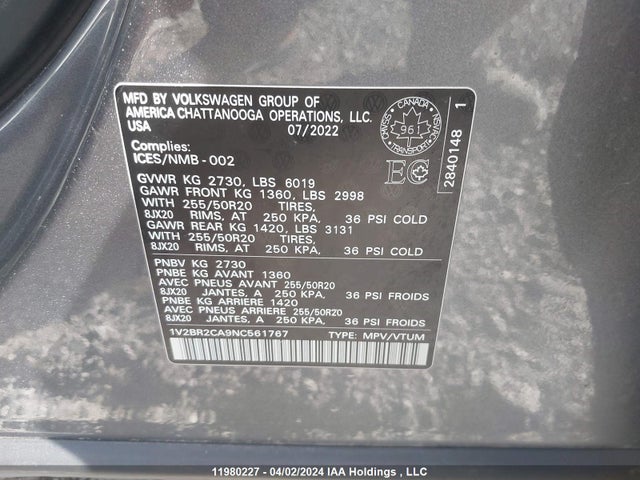 MFD BY VOLKSWAGEN GROUP OF
AMERICA CHATTANOOGA OPERATIONS, LLC.
USA 07/2022
Complies:
ICES/NMB-002
GVWR KG 2730, LBS 6019
GAWR FRONT KG 1360, LBS 2998
WITH 255/50R20 TIRES,
8JX20 RIMS, AT 250 KPA, 36 PSI COLD
GAWR REAR KG 1420, LBS 3131
WITH 255/50R20 TIRES,
8JX20 RIMS, AT 250 KPA, 36 PSI COLD
PNBV KG 2730
PNBE KG AVANT 1360
AVEC PNEUS AVANT 255/50R20
8JX20 JANTES, A 250 KPA, 36 PSI FROIDS
PNBE KG ARRIERE 1420
AVEC PNEUS ARRIERE 255/50R20
8JX20 JANTES, A 250 KPA, 36 PSI FROIDS
1V2BR2CA9NC561767 TYPE: MPV/VTUM
CANADA
961
TRANSPORT
EC
2840148 1
11980227 - 04/02/2024 IAA Holdings , LLC